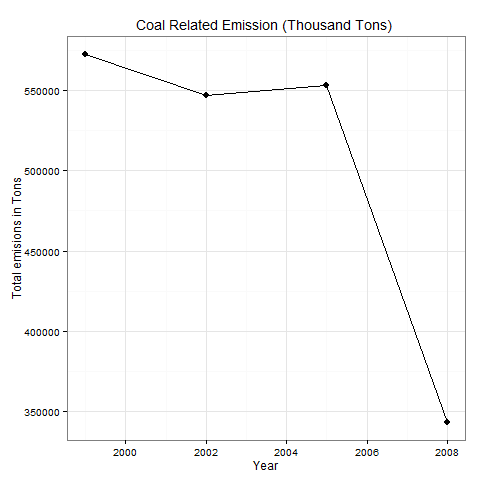 Coal Related Emission (Thousand Tons)
Total emisions in Tons
550000
500000
450000
400000
350000
2000 2002 2004 2006 2008
Year